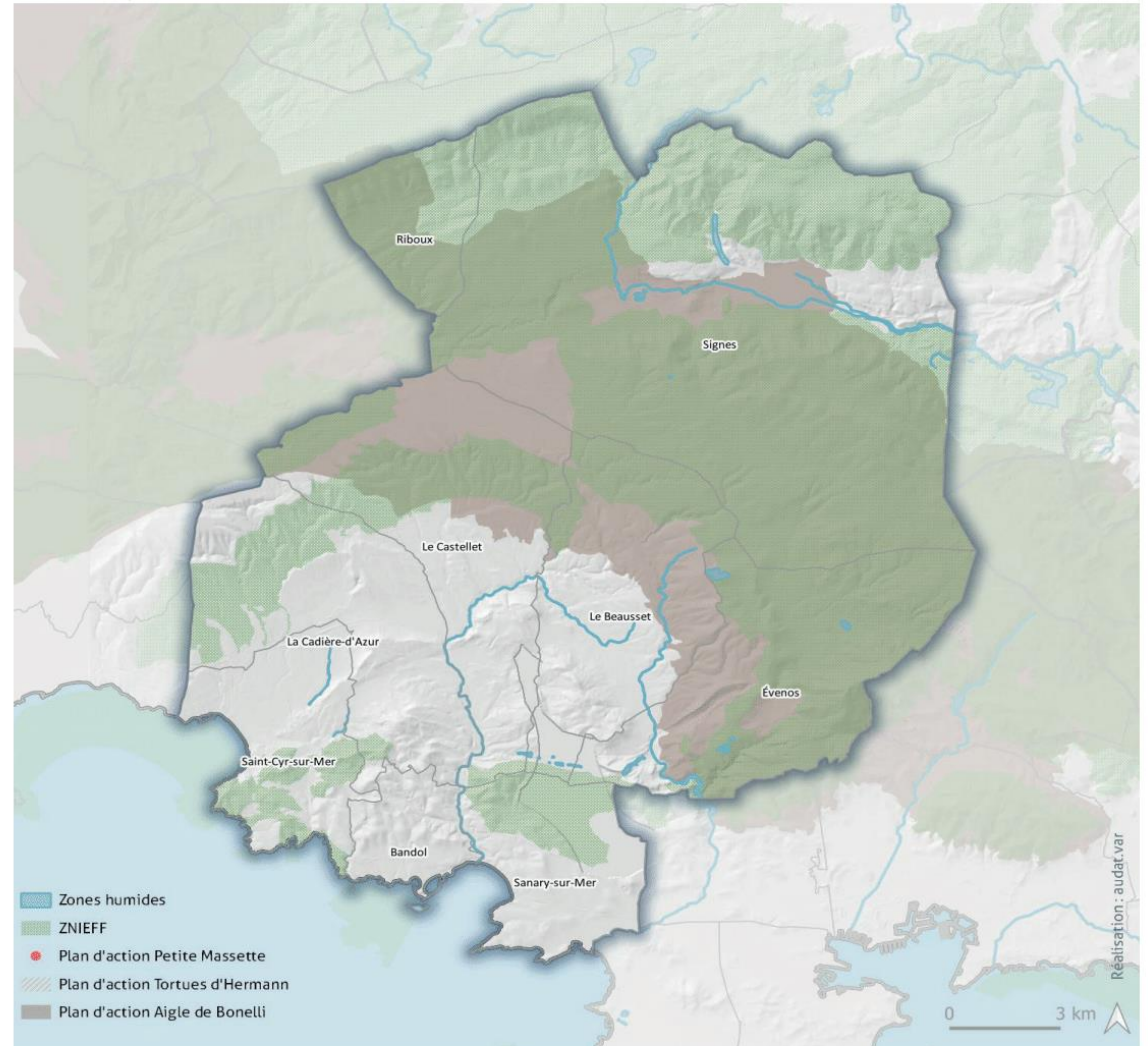 Riboux
Signes
Le Castellet
Le Beausset
La Cadière-d'Azur
Évenos
Saint-Cyr-sur-Mer
Bandol
Sanary-sur-Mer
Zones humides
ZNIEFF
Plan d'action Petite Massette
Plan d'action Tortues d'Hermann
Plan d'action Aigle de Bonelli
0 3 km
Réalisation : audat.var